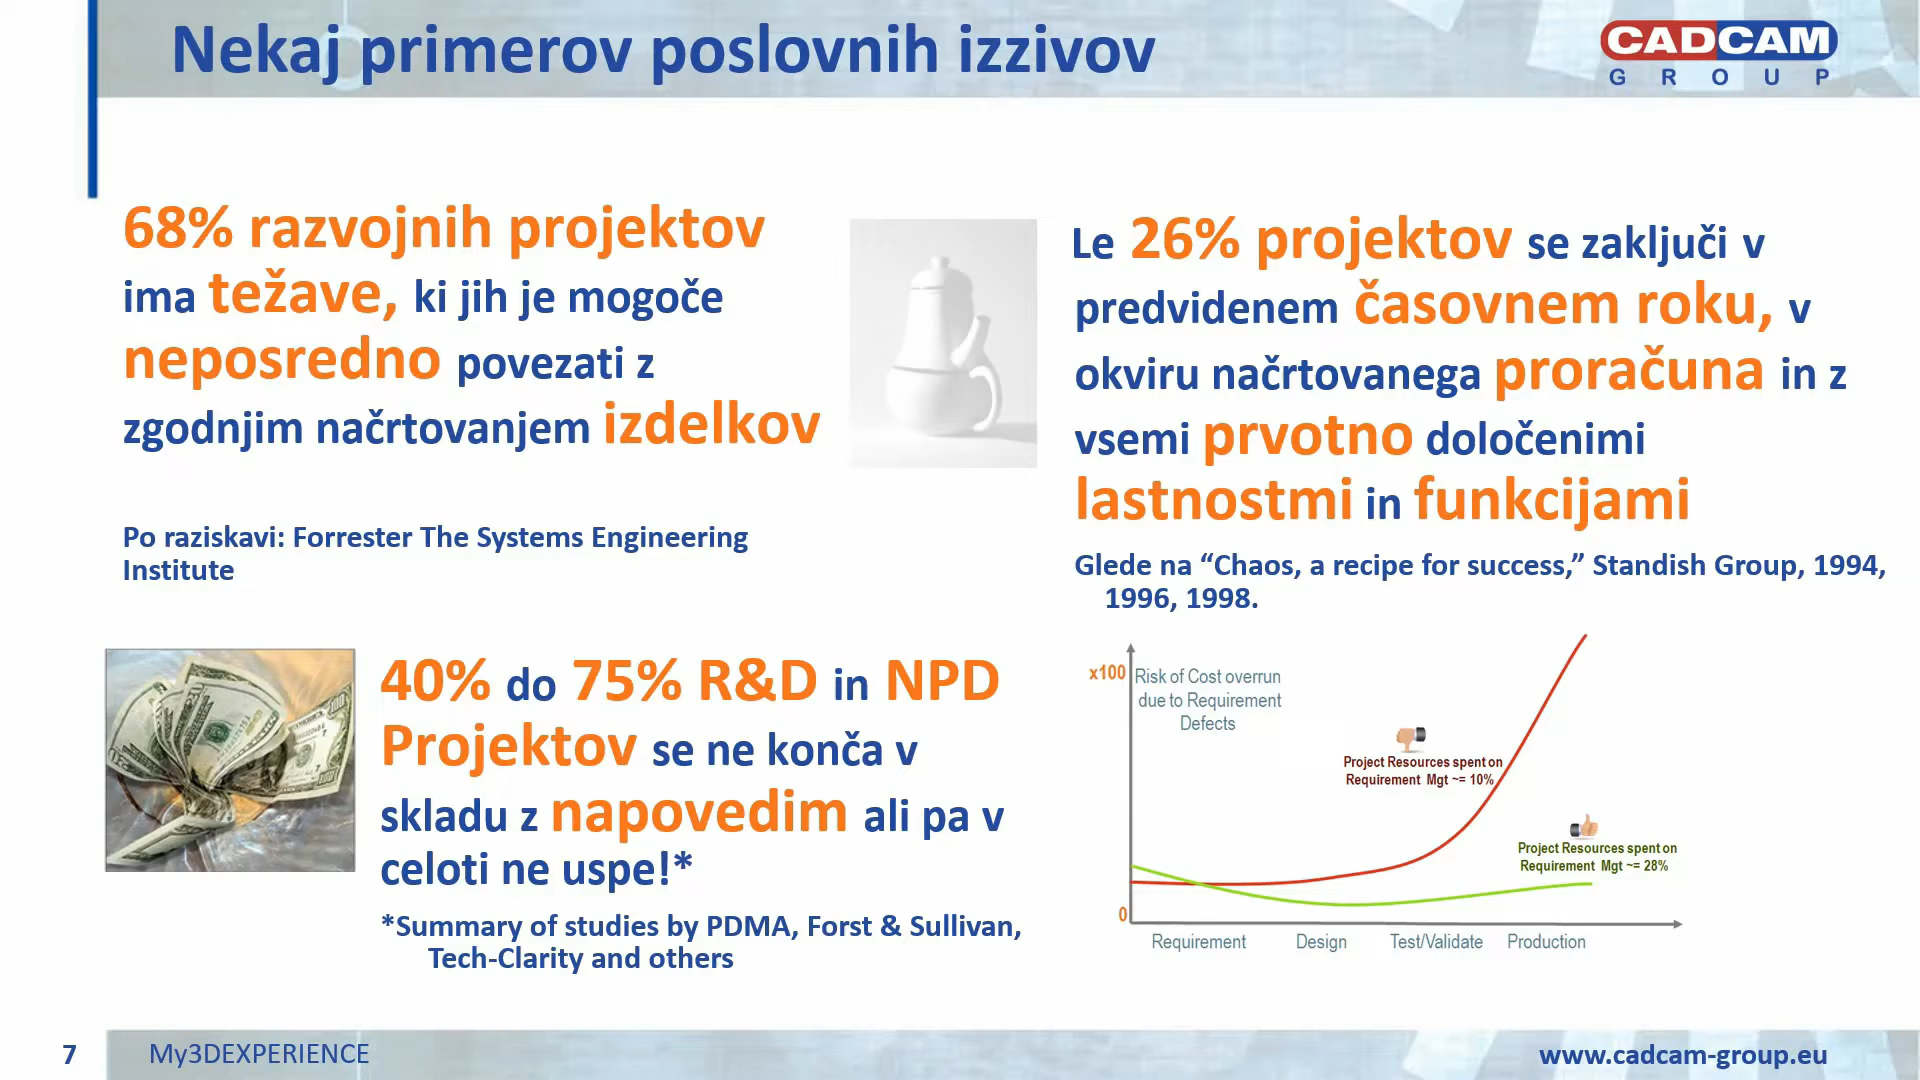 Nekaj primerov poslovnih izzivov
CADCAM
GROUP
68% razvojnih projektov
ima težave, ki jih je mogoče
neposredno povezati z
zgodnjim načrtovanjem izdelkov
Po raziskavi: Forrester The Systems Engineering
Institute
Le 26% projektov se zaključi v
predvidenem časovnem roku, v
okviru načrtovanega proračuna in z
vsemi prvotno določenimi
lastnostmi in funkcijami
Glede na “Chaos, a recipe for success,” Standish Group, 1994,
1996, 1998.
40% do 75% R&D in NPD
Projektov se ne konča v
skladu z napovedim ali pa v
celoti ne uspe!*
*Summary of studies by PDMA, Forst & Sullivan,
Tech-Clarity and others
x100
Risk of Cost overrun
due to Requirement
Defects
Project Resources spent on
Requirement Mgt ~= 10%
Project Resources spent on
Requirement Mgt ~= 28%
0
Requirement Design Test/Validate Production
7 My3DEXPERIENCE www.cadcam-group.eu